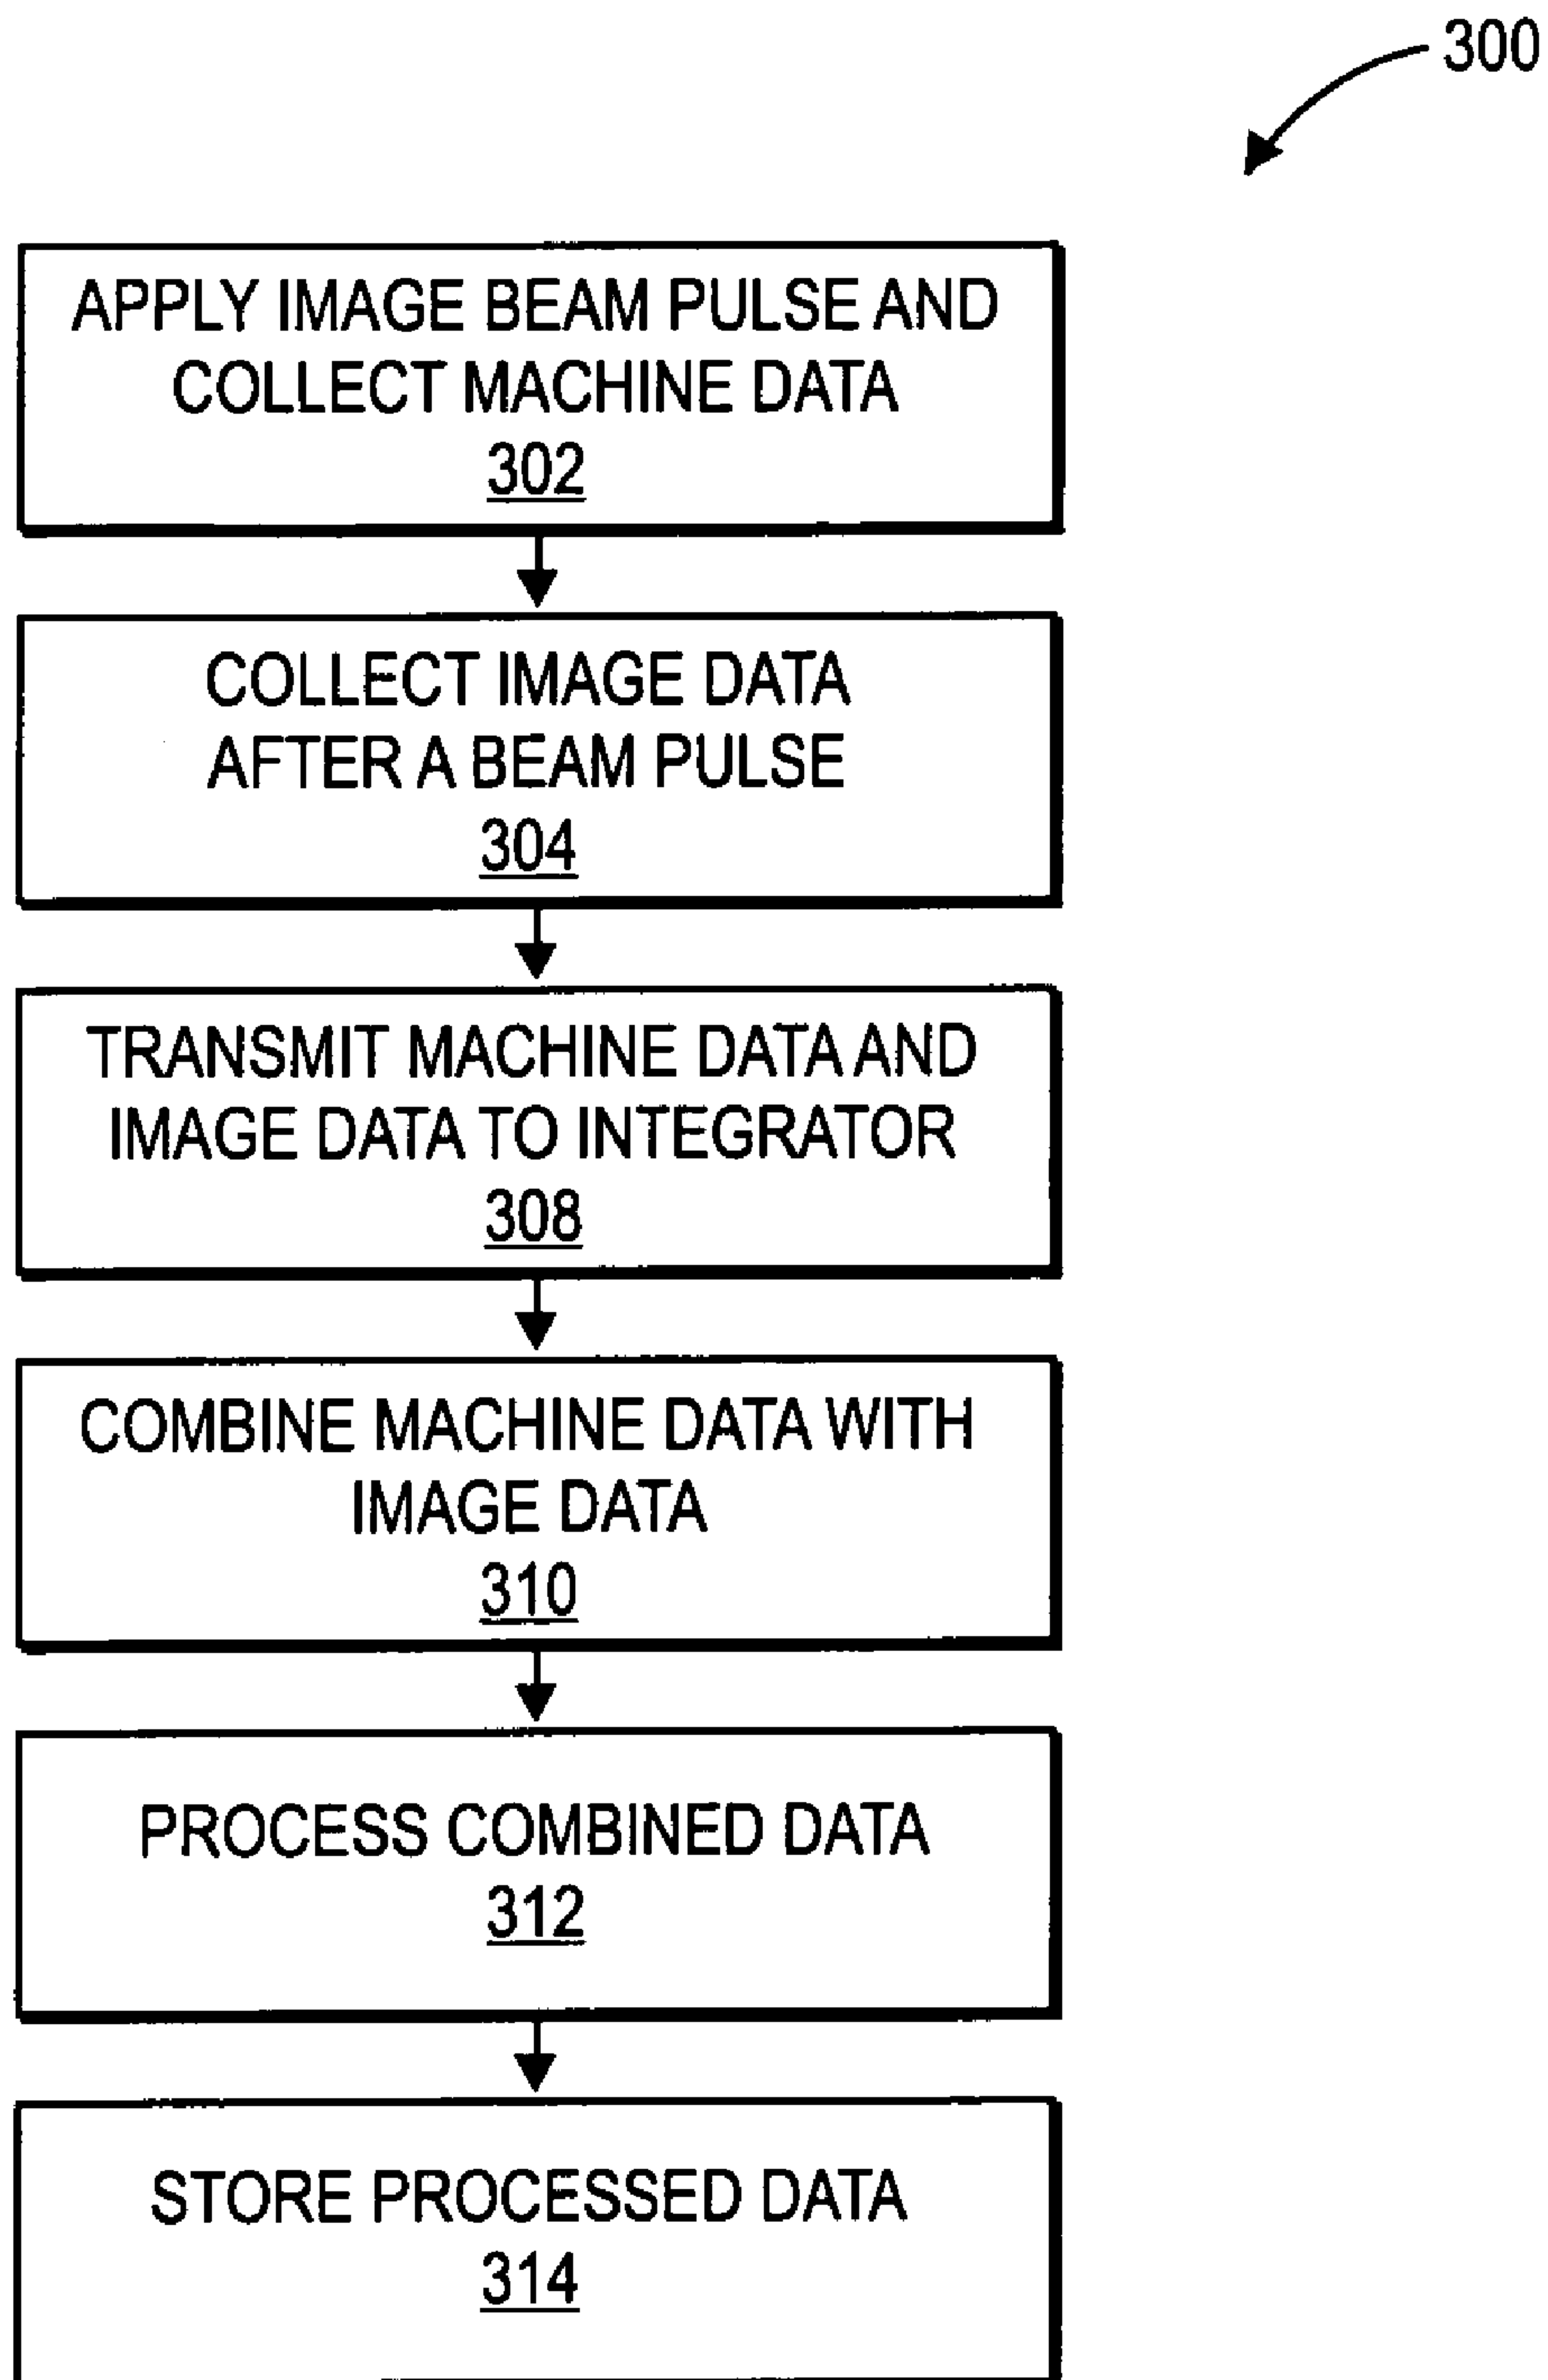 300
APPLY IMAGE BEAM PULSE AND
COLLECT MACHINE DATA
302
COLLECT IMAGE DATA
AFTER A BEAM PULSE
304
TRANSMIT MACHINE DATA AND
IMAGE DATA TO INTEGRATOR
308
COMBINE MACHINE DATA WITH
IMAGE DATA
310
PROCESS COMBINED DATA
312
STORE PROCESSED DATA
314